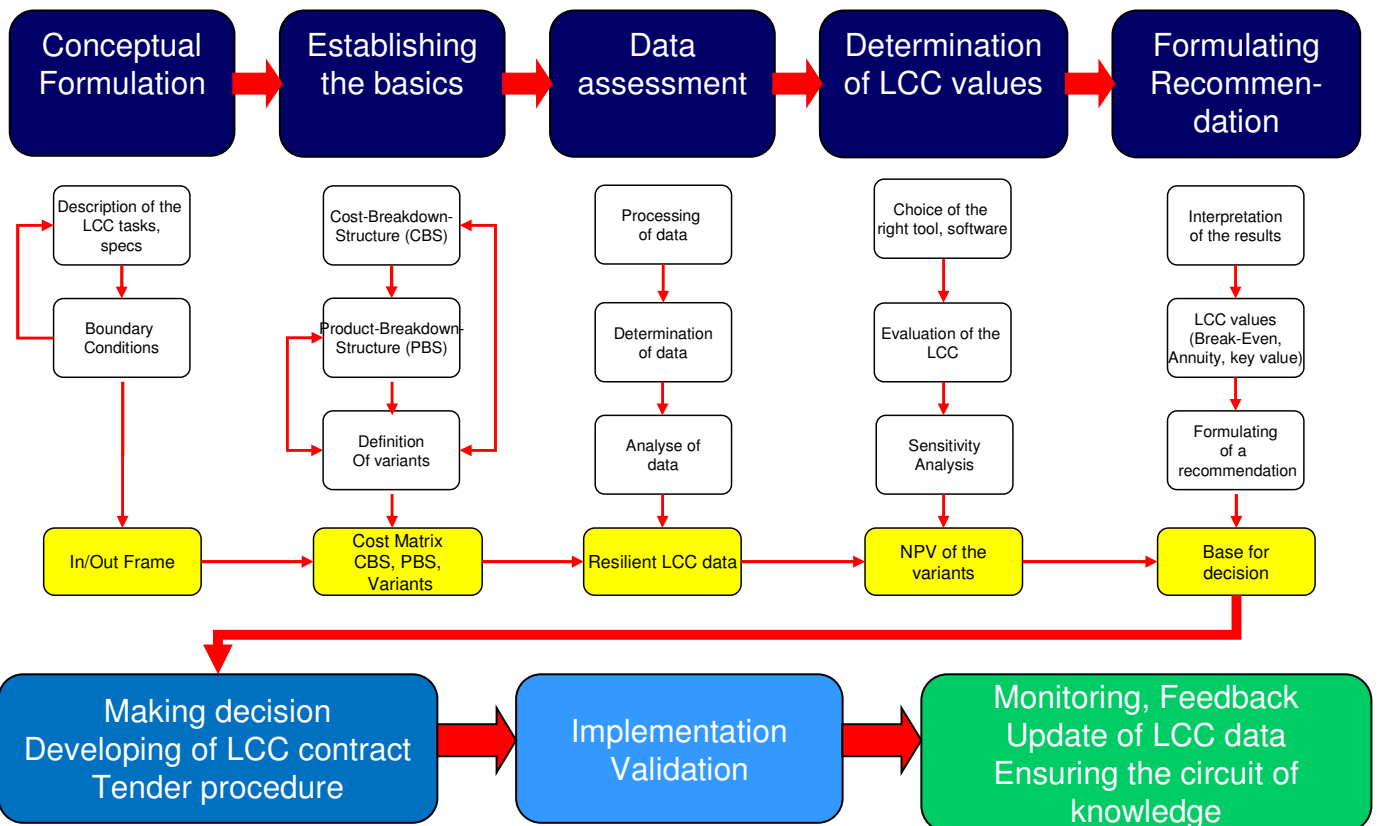 Conceptual
Formulation
Establishing
the basics
Data
assessment
Determination
of LCC values
Formulating
Recommen-
dation
Description of the
LCC tasks,
specs
Boundary
Conditions
In/Out Frame
Cost-Breakdown-
Structure (CBS)
Product-Breakdown-
Structure (PBS)
Definition
Of variants
Cost Matrix
CBS, PBS,
Variants
Processing
of data
Determination
of data
Analyse of
data
Resilient LCC data
Choice of the
right tool, software
Evaluation of the
LCC
Sensitivity
Analysis
NPV of the
variants
Interpretation
of the results
LCC values
(Break-Even,
Annuity, key value)
Formulating
of a
recommendation
Base for
decision
Making decision
Developing of LCC contract
Tender procedure
Implementation
Validation
Monitoring, Feedback
Update of LCC data
Ensuring the circuit of
knowledge